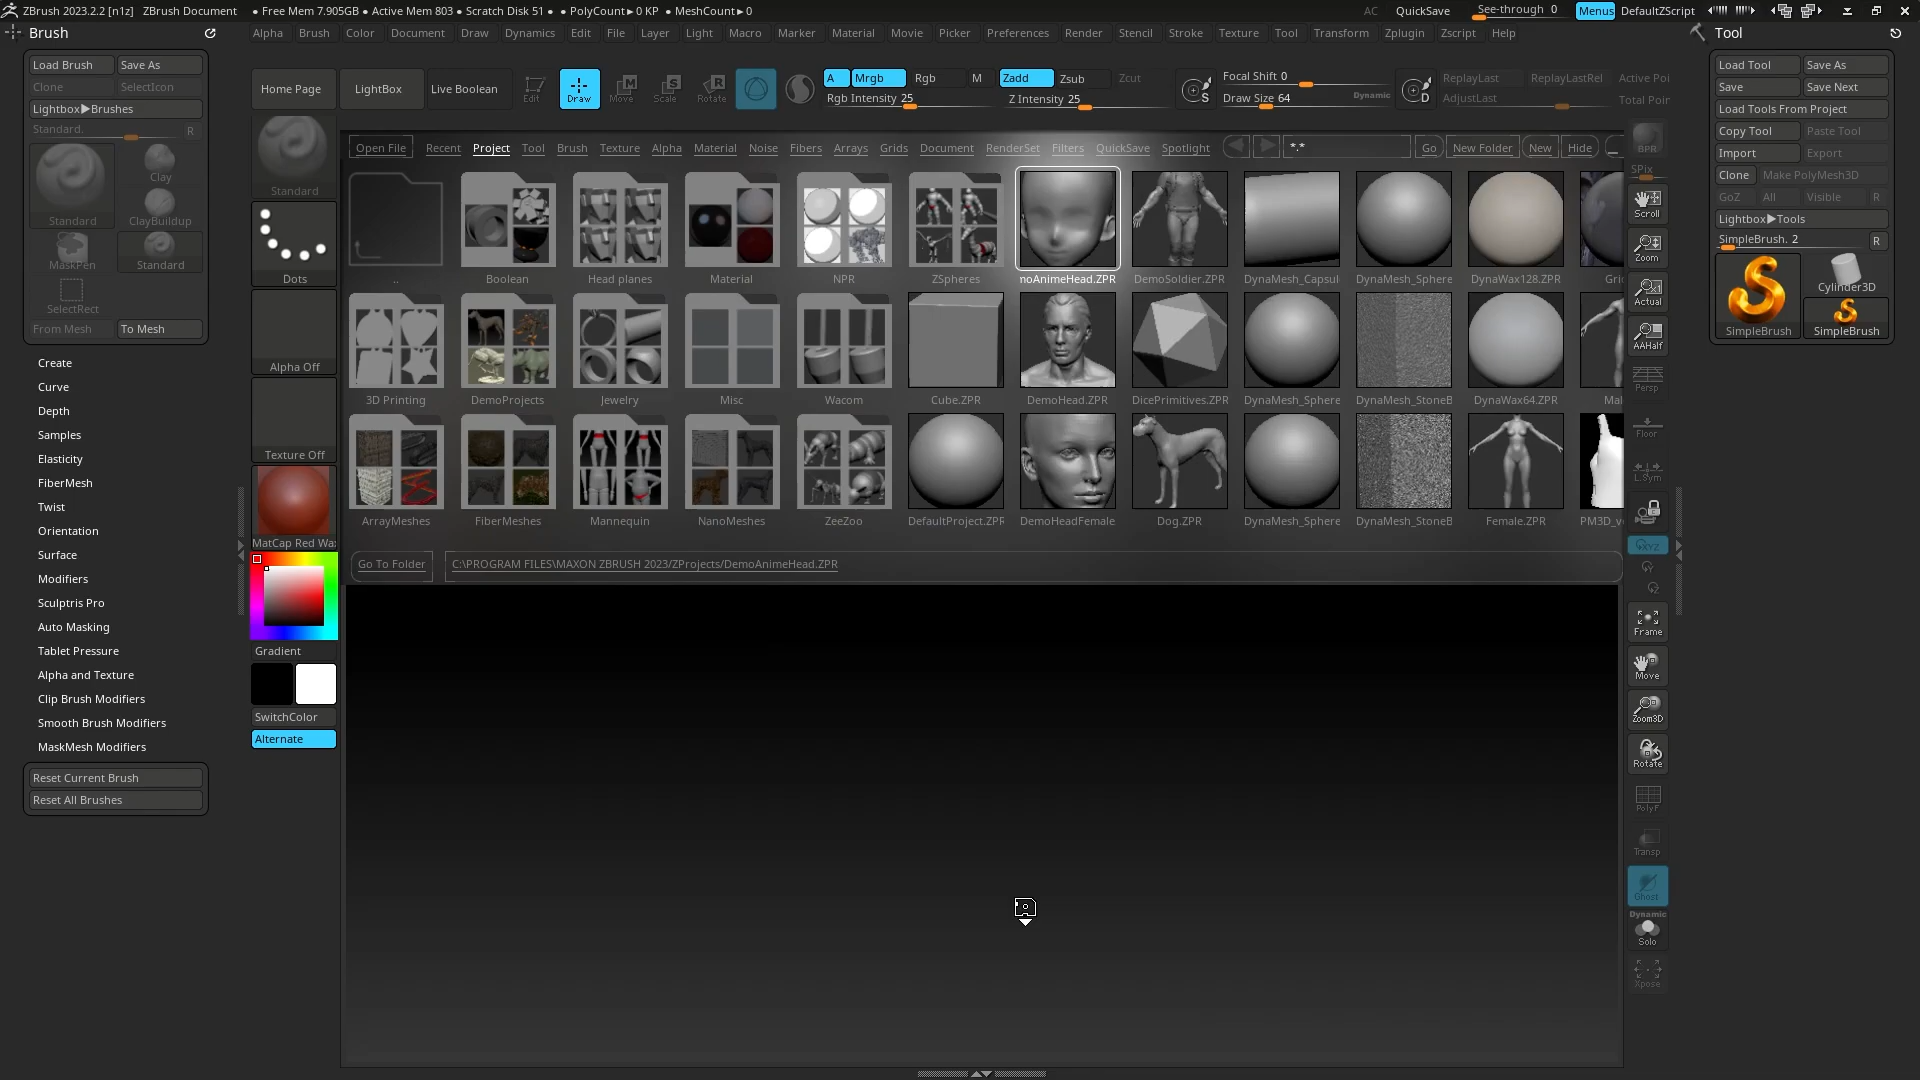 ZBrush 2023.2.2 [n1z] ZBrush Document • Free Mem 7.905GB • Active Mem 803 • Scratch Disk 51 • • PolyCount► 0 KP • MeshCount► 0 AC QuickSave See-through 0 Menus DefaultZScript
Brush
Alpha Brush Color Document Draw Dynamics Edit File Layer Light Macro Marker Material Movie Picker Preferences Render Stencil Stroke Texture Tool Transform Zplugin Zscript Help
Tool
Load Brush Save As
Clone SelectIcon
Lightbox►Brushes
Standard. R
Standard
Clay
ClayBuildup
MaskPen
Standard
SelectRect
From Mesh To Mesh
Create
Curve
Depth
Samples
Elasticity
FiberMesh
Twist
Orientation
Surface
Modifiers
Sculptris Pro
Auto Masking
Tablet Pressure
Alpha and Texture
Clip Brush Modifiers
Smooth Brush Modifiers
MaskMesh Modifiers
Reset Current Brush
Reset All Brushes
Home Page LightBox Live Boolean Edit Draw Move Scale Rotate
A Mrgb Rgb M Zadd Zsub Zcut
Rgb Intensity 25 Z Intensity 25
S
Focal Shift 0
Draw Size 64 Dynamic
D
ReplayLast ReplayLastRel Active Poi
AdjustLast Total Poin
Standard
Dots
Alpha Off
Texture Off
MatCap Red Wa
Gradient
SwitchColor
Alternate
Open File Recent Project Tool Brush Texture Alpha Material Noise Fibers Arrays Grids Document RenderSet Filters QuickSave Spotlight *.* Go New Folder New Hide
.. Boolean Head planes Material NPR ZSpheres noAnimeHead.ZPR DemoSoldier.ZPR DynaMesh_Capsul DynaMesh_Sphere DynaWax128.ZPR Gri
3D Printing DemoProjects Jewelry Misc Wacom Cube.ZPR DemoHead.ZPR DicePrimitives.ZPR DynaMesh_Sphere DynaMesh_StoneB DynaWax64.ZPR Mal
ArrayMeshes FiberMeshes Mannequin NanoMeshes ZeeZoo DefaultProject.ZPR DemoHeadFemale Dog.ZPR DynaMesh_Sphere DynaMesh_StoneB Female.ZPR PM3D_v
Go To Folder C:\PROGRAM FILES\MAXON ZBRUSH 2023/ZProjects/DemoAnimeHead.ZPR
BPR
SPix
Scroll
Zoom
Actual
AAHalf
Persp
Floor
L.Sym
XYZ
Y
Z
Frame
Move
Zoom3D
Rotate
PolyF
Transp
Ghost
Dynamic
Solo
Xpose
Load Tool Save As
Save Save Next
Load Tools From Project
Copy Tool Paste Tool
Import Export
Clone Make PolyMesh3D
GoZ All Visible R
Lightbox►Tools
SimpleBrush. 2 R
Cylinder3D
SimpleBrush SimpleBrush